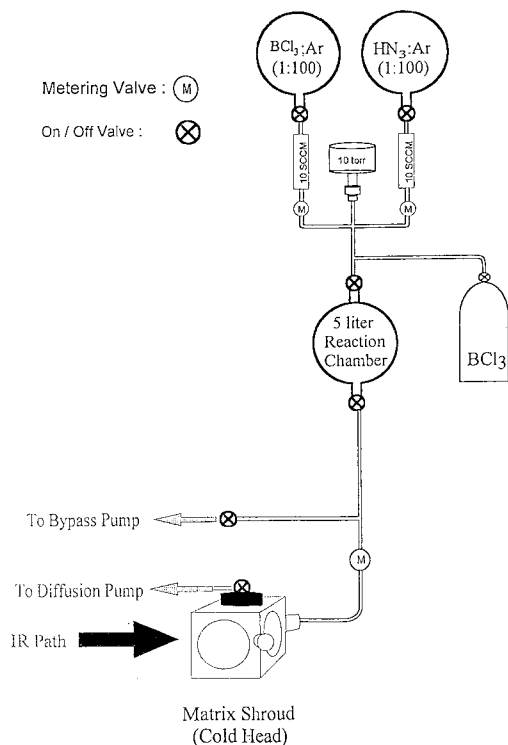 BCl3:Ar
(1:100)
HN3:Ar
(1:100)
Metering Valve : M
On / Off Valve :
10 SCCM
10 torr
10 SCCM
M
M
5 liter
Reaction
Chamber
BCl3
To Bypass Pump
M
To Diffusion Pump
IR Path
Matrix Shroud
(Cold Head)